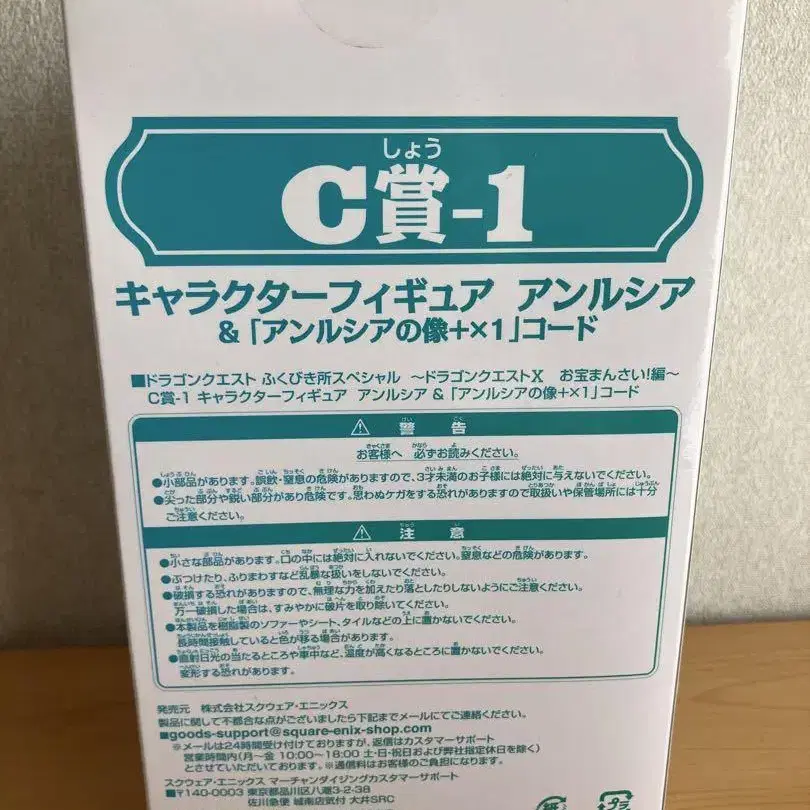 しょう
C賞-1
キャラクターフィギュア アンルシア
&「アンルシアの像+×1」コード
■ドラゴンクエスト ふくびき所スペシャル ～ドラゴンクエストX お宝まんさい!編～
C賞-1 キャラクターフィギュア アンルシア &「アンルシアの像+×1」コード
⚠ 警告
お客様へ 必ずお読みください。
●小部品があります。誤飲・窒息の危険がありますので、3才未満のお子様には絶対に与えないでください。
●尖った部分や鋭い部分があり危険です。思わぬケガをする恐れがありますので取扱いや保管場所には十分
ご注意ください。
⚠ 注意
●小さな部品があります。口の中には絶対に入れないでください。窒息などの危険があります。
●ぶつけたり、ふりまわすなど乱暴な扱いをしないでください。
●破損する恐れがありますので、無理な力を加えたり落としたりしないようにご注意ください。
万一破損した場合は、すみやかに破片を取り除いてください。
●本製品を樹脂製のソファーやシート、タイルなどの上に置かないでください。
長時間接触していると色が移る場合があります。
●直射日光の当たるところや車中など、温度が高くなるところに置かないでください。
変形する恐れがあります。
発売元 株式会社スクウェア・エニックス
製品に関して不都合な点がございましたら下記までメールにてご連絡ください。
■goods-support@square-enix-shop.com
※メールは24時間受け付けておりますが、返信はカスタマーサポート
営業時間内(月～金 10:00～18:00 土・日・祝日および弊社指定休日を除く)
とさせていただいております。※通信料はお客様のご負担になります。
スクウェア・エニックス マーチャンダイジングカスタマーサポート
■〒140-0003 東京都品川区八潮3-2-38
佐川急便 城南店気付 大井SRC
紙
プラ